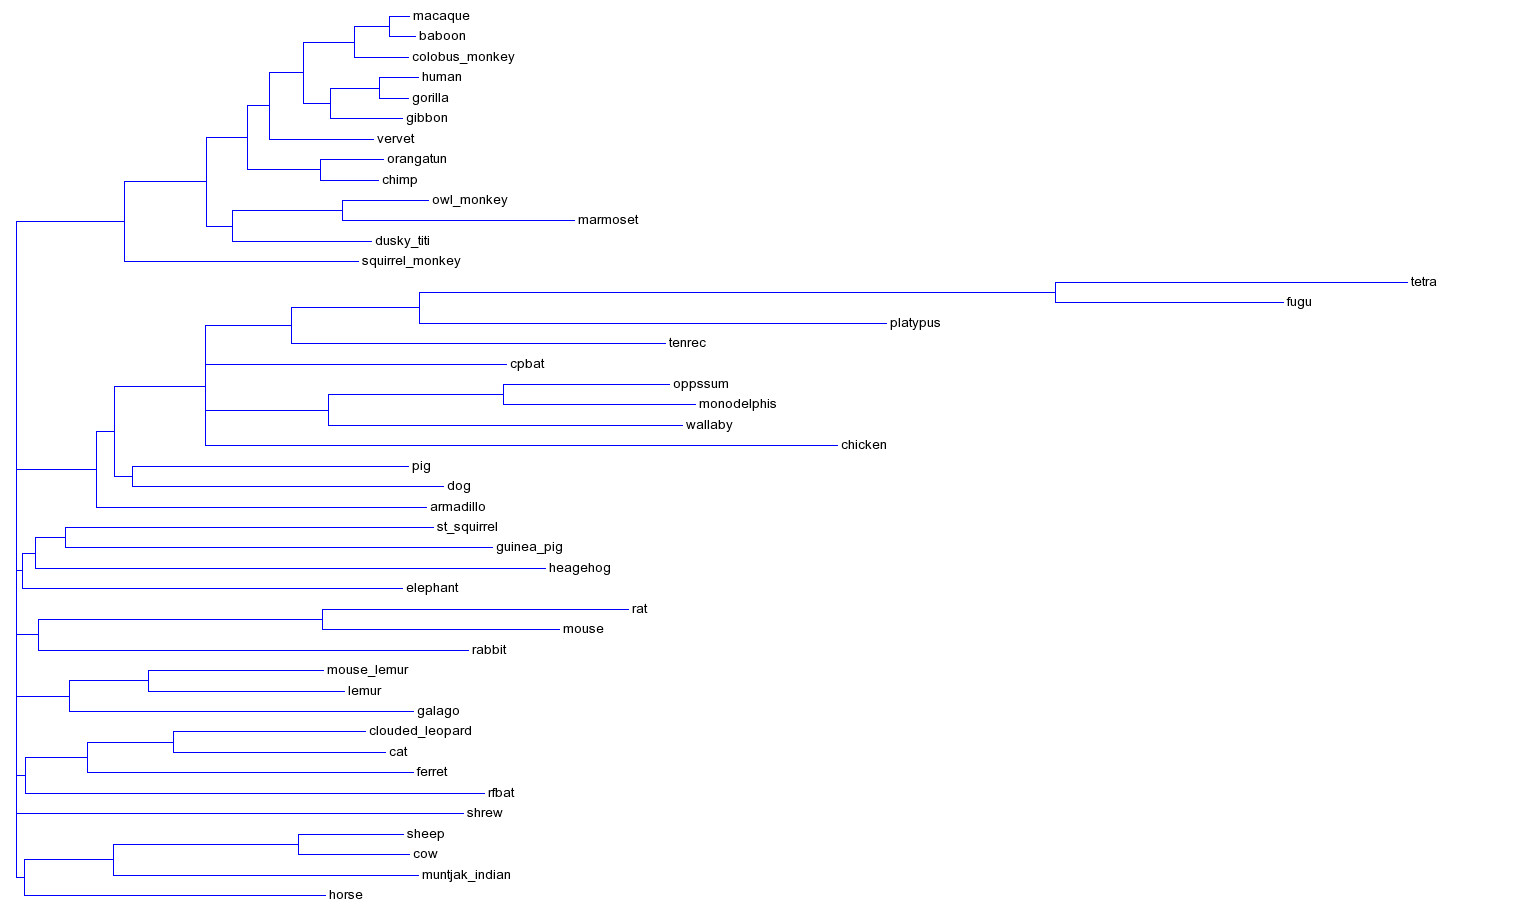 macaque
baboon
colobus_monkey
human
gorilla
gibbon
vervet
orangatun
chimp
owl_monkey
marmoset
dusky_titi
squirrel_monkey
tetra
fugu
platypus
tenrec
cpbat
oppssum
monodelphis
wallaby
chicken
pig
dog
armadillo
st_squirrel
guinea_pig
heagehog
elephant
rat
mouse
rabbit
mouse_lemur
lemur
galago
clouded_leopard
cat
ferret
rfbat
shrew
sheep
cow
muntjak_indian
horse